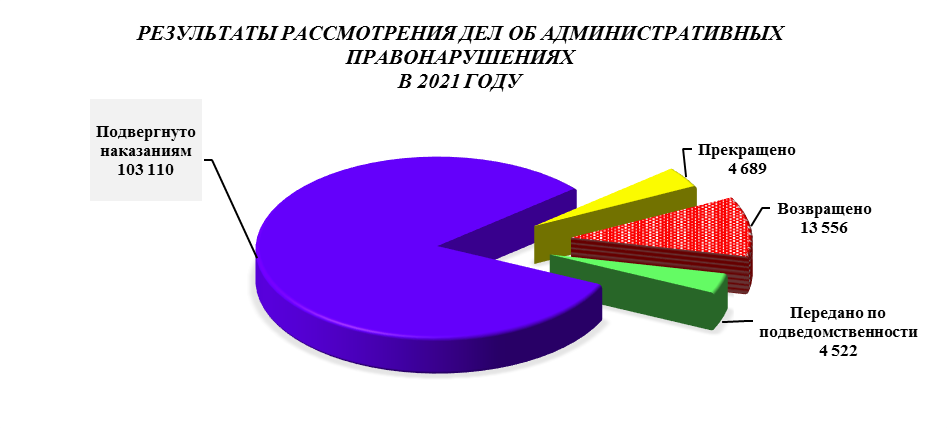 РЕЗУЛЬТАТЫ РАССМОТРЕНИЯ ДЕЛ ОБ АДМИНИСТРАТИВНЫХ
ПРАВОНАРУШЕНИЯХ
В 2021 ГОДУ
Подвергнуто
наказаниям
103 110
Прекращено
4 689
Возвращено
13 556
Передано по
подведомственности
4 522